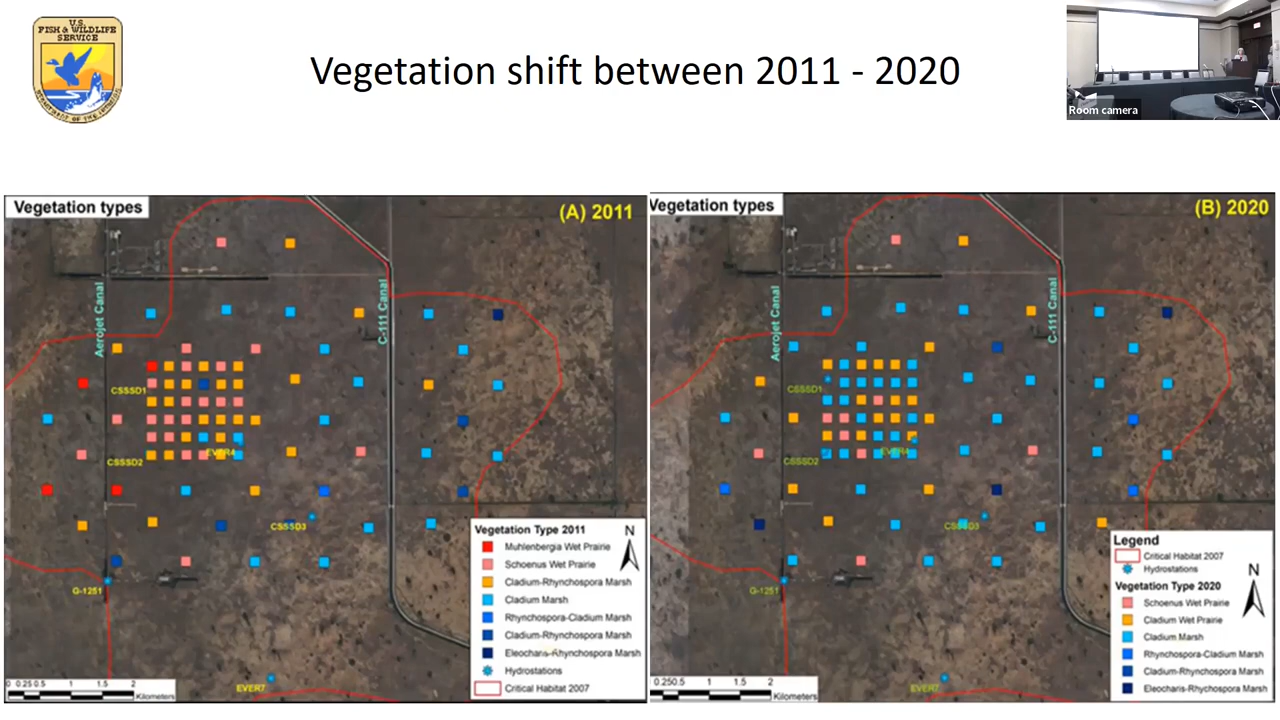 U.S.
FISH & WILDLIFE
SERVICE
DEPARTMENT OF THE INTERIOR
Vegetation shift between 2011 - 2020
Room camera
Vegetation types
(A) 2011
Aerojet Canal
C-111 Canal
CSSSD1
EVER4
CSSSD2
CSSSD3
G-1251
EVER7
0 0.25 0.5 1 1.5 2
Kilometers
Vegetation Type 2011
N
Muhlenbergia Wet Prairie
Schoenus Wet Prairie
Cladium-Rhynchospora Marsh
Cladium Marsh
Rhynchospora-Cladium Marsh
Cladium-Rhynchospora Marsh
Eleocharis-Rhynchospora Marsh
Hydrostations
Critical Habitat 2007
Vegetation types
(B) 2020
Aerojet Canal
C-111 Canal
CSSSD1
EVER4
CSSSD2
CSSSD3
G-1251
EVER7
0.25 0.5 1 1.5 2
Kilometers
Legend
Critical Habitat 2007
Hydrostations
N
Vegetation Type 2020
Schoenus Wet Prairie
Cladium Wet Prairie
Cladium Marsh
Rhynchospora-Cladium Marsh
Cladium-Rhynchospora Marsh
Eleocharis-Rhychospora Marsh